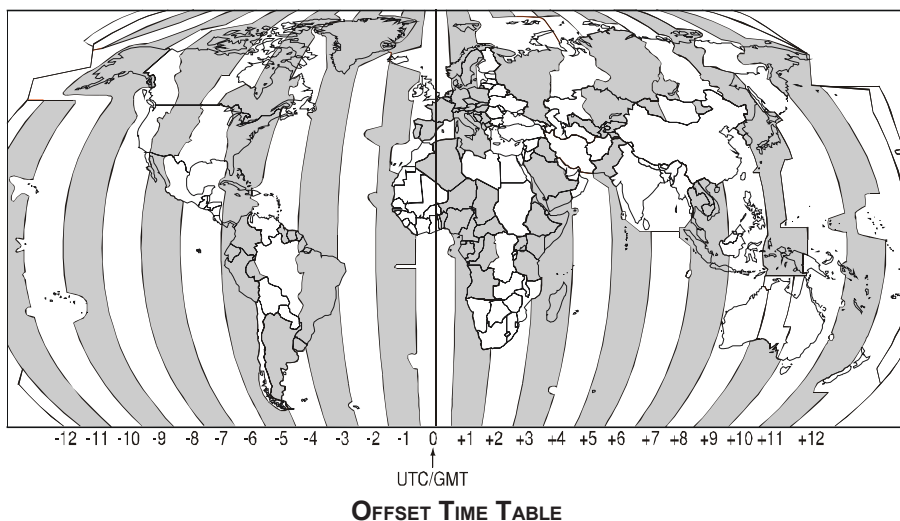 -12 -11 -10 -9 -8 -7 -6 -5 -4 -3 -2 -1 0 +1 +2 +3 +4 +5 +6 +7 +8 +9 +10 +11 +12
UTC/GMT
OFFSET TIME TABLE